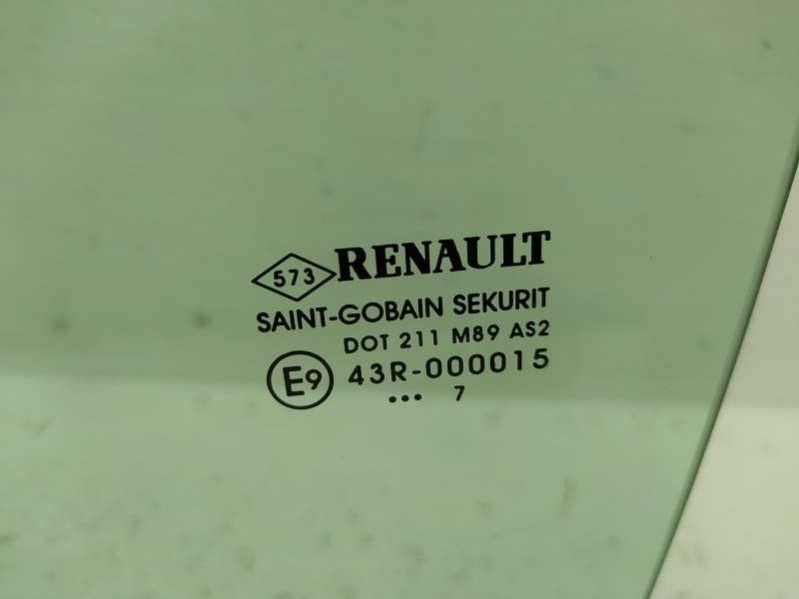 573 RENAULT
SAINT-GOBAIN SEKURIT
DOT 211 M89 AS2
E9 43R-000015
... 7